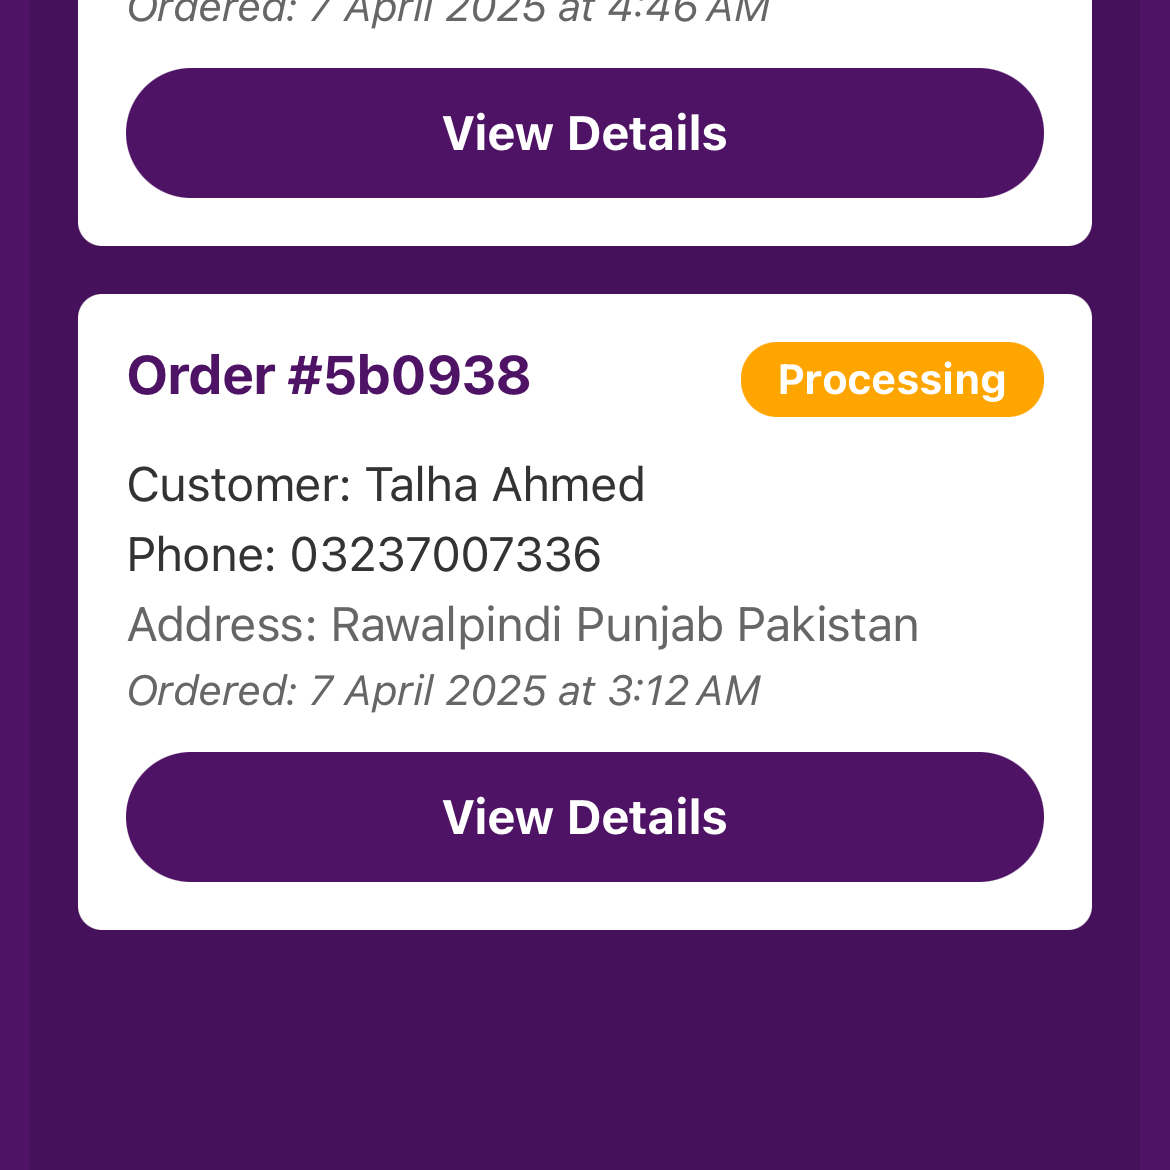 Ordered: 7 April 2025 at 4:46 AM
View Details
Order #5b0938
Processing
Customer: Talha Ahmed
Phone: 03237007336
Address: Rawalpindi Punjab Pakistan
Ordered: 7 April 2025 at 3:12 AM
View Details